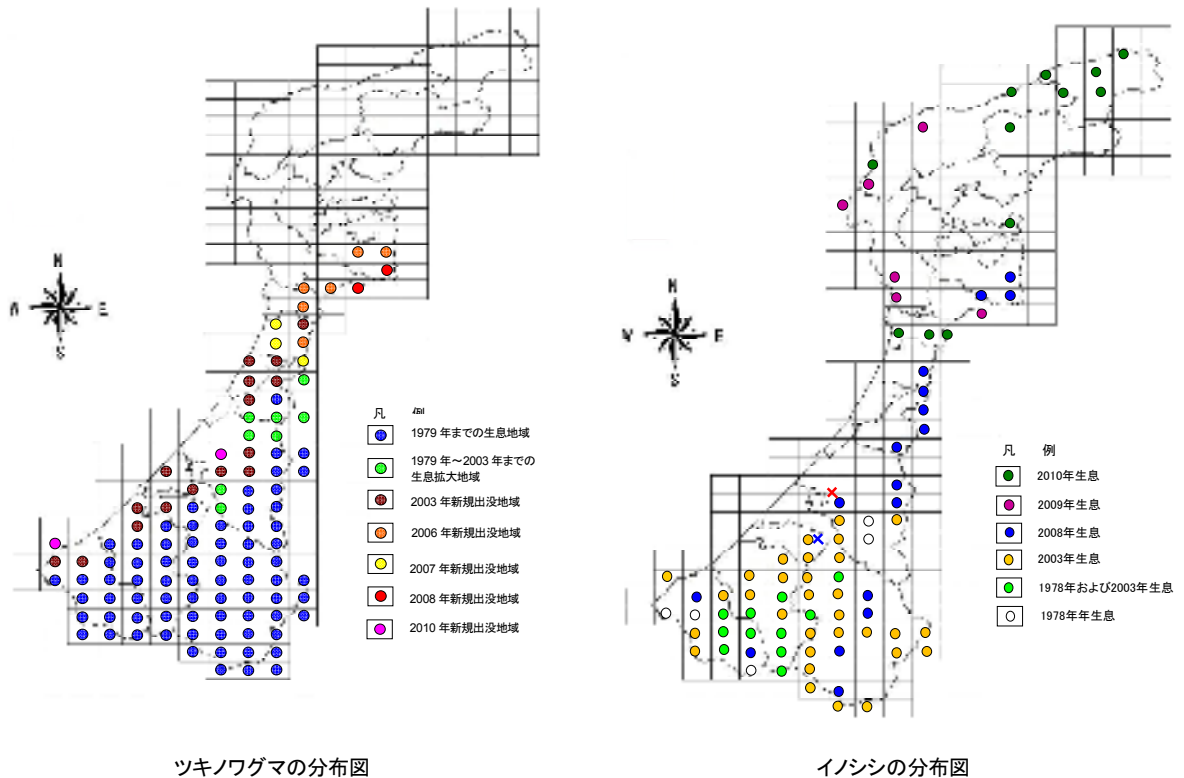 N
W E
S
凡 例
1979 年までの生息地域
1979 年～2003 年までの
生息拡大地域
2003 年新規出没地域
2006 年新規出没地域
2007 年新規出没地域
2008 年新規出没地域
2010 年新規出没地域
ツキノワグマの分布図
N
W E
S
凡 例
2010年生息
2009年生息
2008年生息
2003年生息
1978年および2003年生息
1978年年生息
イノシシの分布図